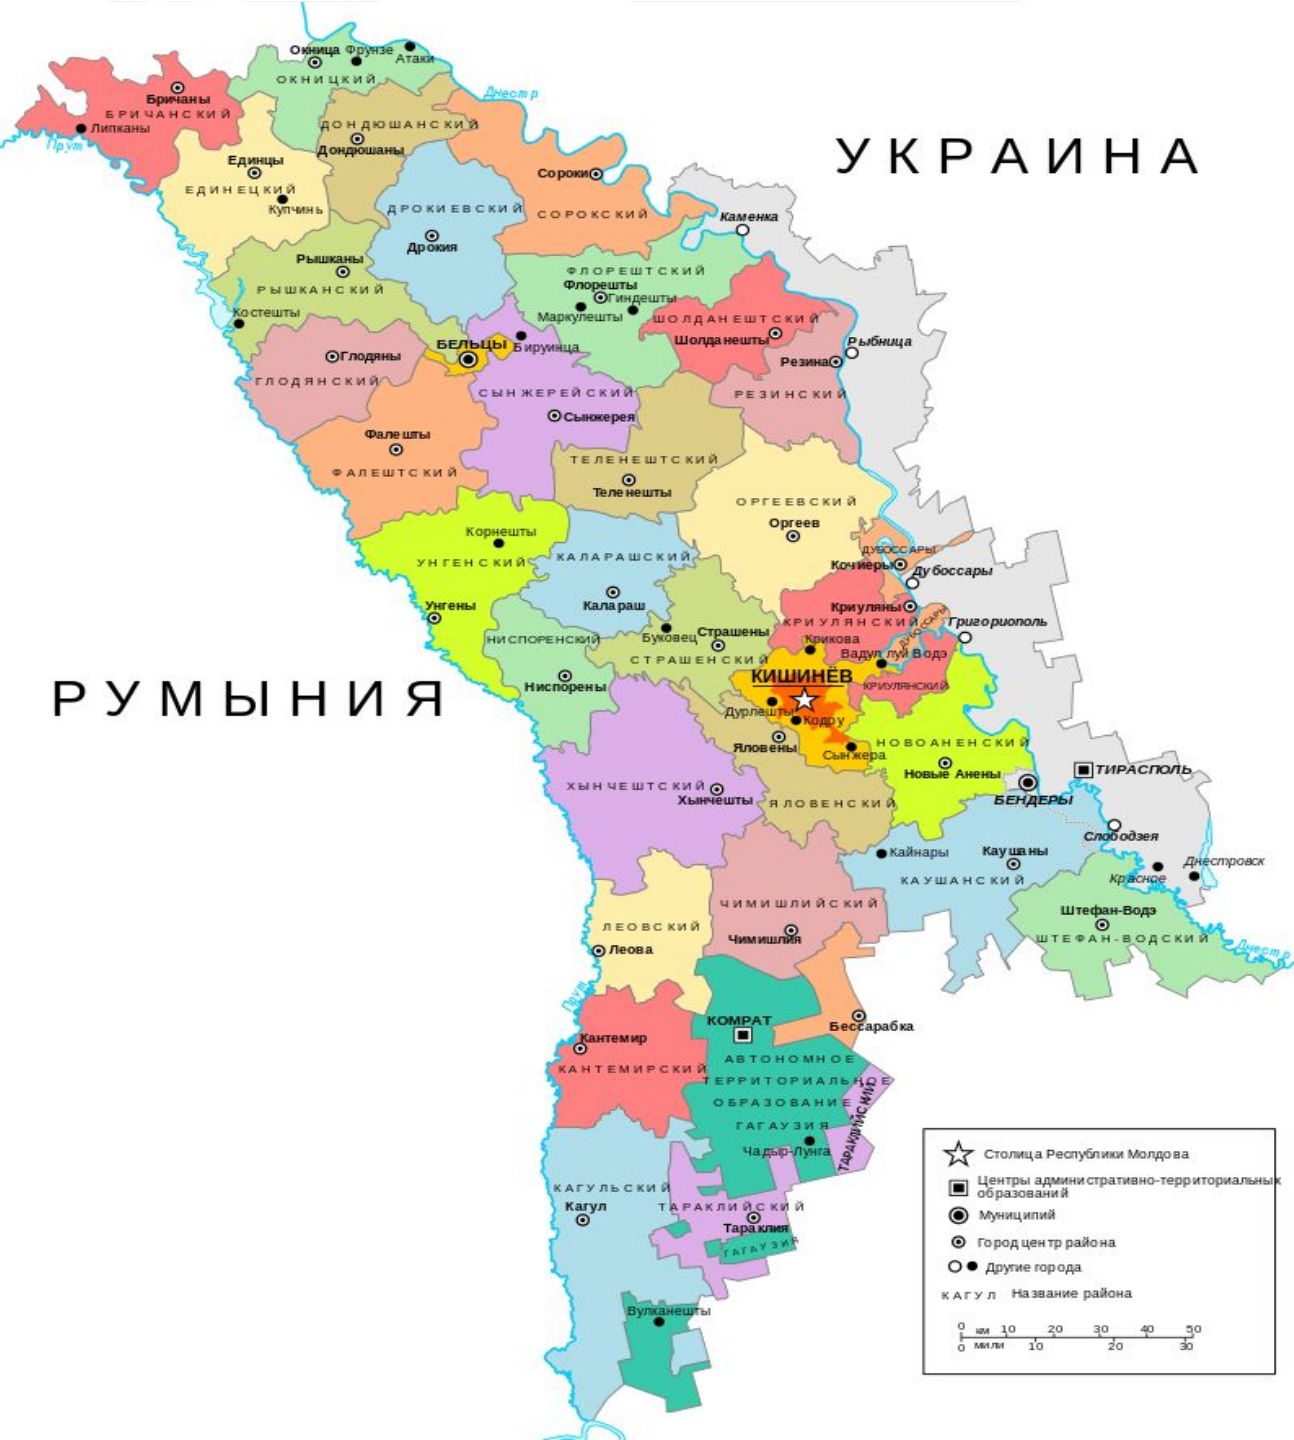 Окница
Фрунзе
Атаки
ОКНИЦКИЙ
Бричаны
БРИЧАНСКИЙ
Липканы
Прут
Днестр
ДОНДЮШАНСКИЙ
Дондюшаны
Единцы
ЕДИНЕЦКИЙ
Купчинь
УКРАИНА
Сороки
СОРОКСКИЙ
ДРОКИЕВСКИЙ
Дрокия
Каменка
Рышканы
РЫШКАНСКИЙ
Костешты
ФЛОРЕШТСКИЙ
Флорешты
Гиндешты
Маркулешты
ШОЛДАНЕШТСКИЙ
Шолданешты
Рыбница
Резина
РЕЗИНСКИЙ
БЕЛЬЦЫ
Бируинца
Глодяны
ГЛОДЯНСКИЙ
СЫНЖЕРЕЙСКИЙ
Сынжерея
Фалешты
ФАЛЕШТСКИЙ
ТЕЛЕНЕШТСКИЙ
Теленешты
ОРГЕЕВСКИЙ
Оргеев
Корнешты
УНГЕНСКИЙ
КАЛАРАШСКИЙ
Калараш
ДУБОССАРЫ
Кочиеры
Дубоссары
Унгены
Криуляны
КРИУЛЯНСКИЙ
ДУБОССАРЫ
Григориополь
НИСПОРЕНСКИЙ
Ниспорены
Буковец
Страшены
СТРАШЕНСКИЙ
Крикова
Вадул луй Водэ
КИШИНЁВ
КРИУЛЯНСКИЙ
РУМЫНИЯ
Дурлешты
Кодру
Яловены
Сынжера
НОВОАНЕНСКИЙ
Новые Анены
ТИРАСПОЛЬ
БЕНДЕРЫ
ХЫНЧЕШТСКИЙ
Хынчешты
ЯЛОВЕНСКИЙ
Слободзея
Кайнары
Каушаны
КАУШАНСКИЙ
Днестровск
Красное
Штефан-Водэ
ШТЕФАН-ВОДСКИЙ
Днестр
ЧИМИШЛИЙСКИЙ
Чимишлия
ЛЕОВСКИЙ
Леова
Прут
КОМРАТ
Бессарабка
Кантемир
КАНТЕМИРСКИЙ
АВТОНОМНОЕ
ТЕРРИТОРИАЛЬНОЕ
ОБРАЗОВАНИЕ
ГАГАУЗИЯ
ТАРАКЛИЙСКИЙ
Чадыр-Лунга
КАГУЛЬСКИЙ
Кагул
ТАРАКЛИЙСКИЙ
Тараклия
ГАГАУЗИЯ
Вулканешты
Столица Республики Молдова
Центры административно-территориальных
образований
Муниципий
Город центр района
Другие города
КАГУЛ Название района
0 км 10 20 30 40 50
0 мили 10 20 30